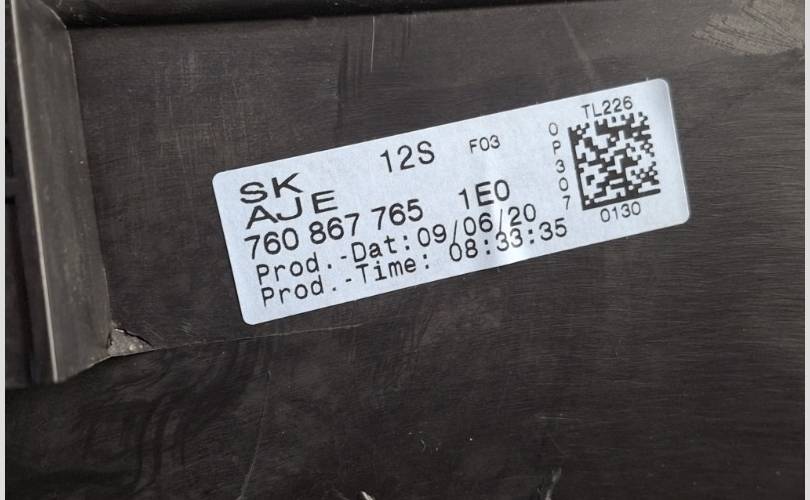 TL226
12S F03
SK
AJE
760 867 765 1E0
Prod.-Dat:09/06/20
Prod.-Time: 08:33:35
OP307
0130